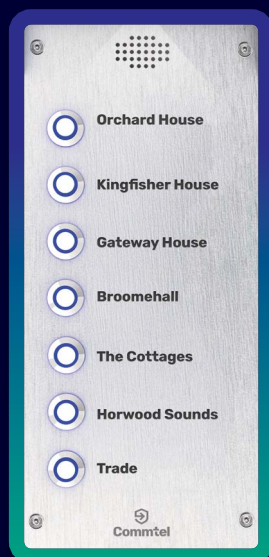 Orchard House
Kingfisher House
Gateway House
Broomehall
The Cottages
Horwood Sounds
Trade
Commtel